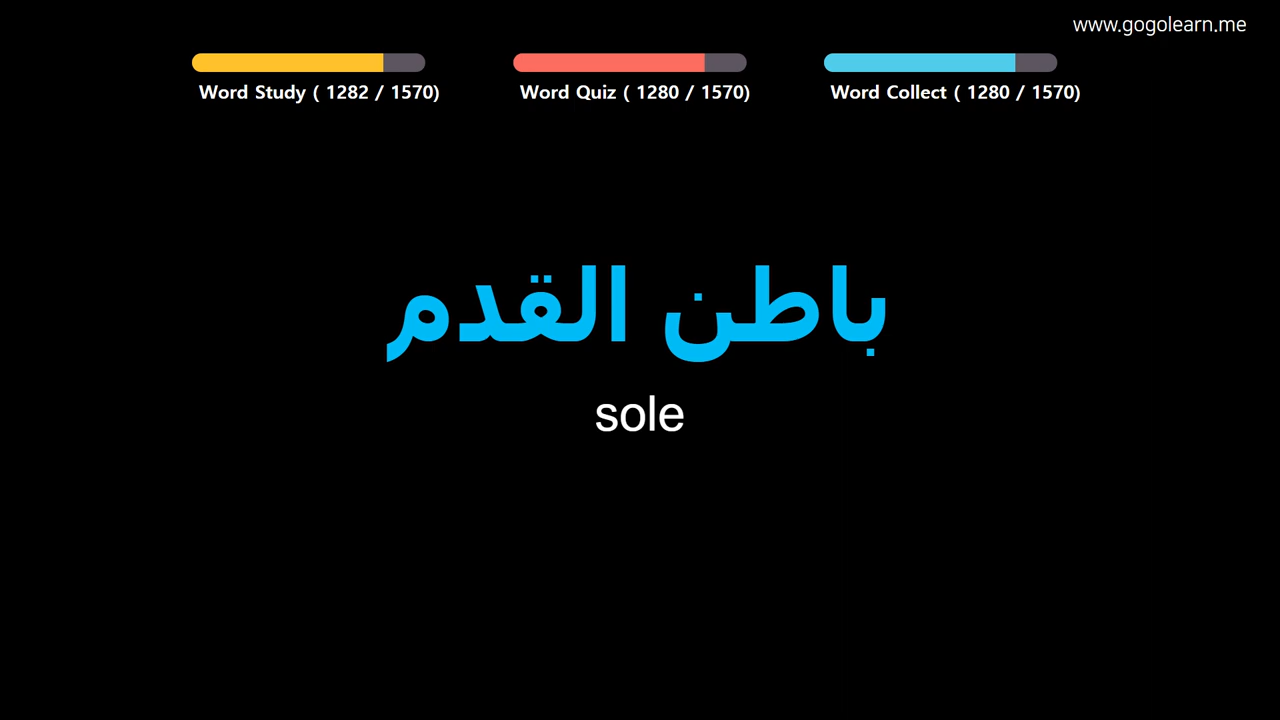 www.gogolearn.me
Word Study ( 1282 / 1570)
Word Quiz ( 1280 / 1570)
Word Collect ( 1280 / 1570)
باطن القدم
sole